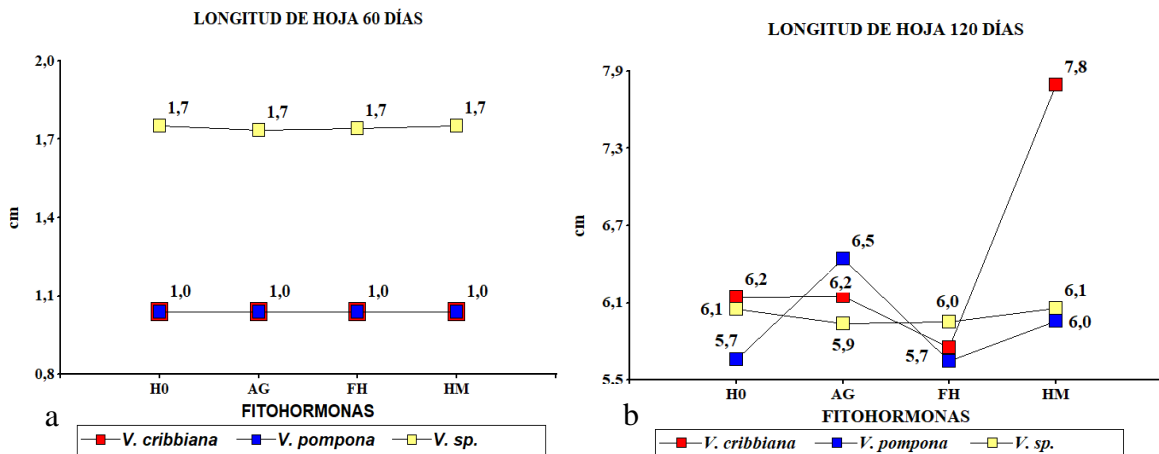 LONGITUD DE HOJA 60 DÍAS
2,0
1,7
1,4
1,1
0,8
cm
1,7
1,7
1,7
1,7
1,0
1,0
1,0
1,0
H0
AG
FH
HM
FITOHORMONAS
a
V. cribbiana
V. pompona
V. sp.
LONGITUD DE HOJA 120 DÍAS
7,9
7,3
6,7
6,1
5,5
cm
7,8
6,5
6,2
6,2
6,0
6,1
6,1
6,0
5,7
5,9
5,7
H0
AG
FH
HM
FITOHORMONAS
b
V. cribbiana
V. pompona
V. sp.